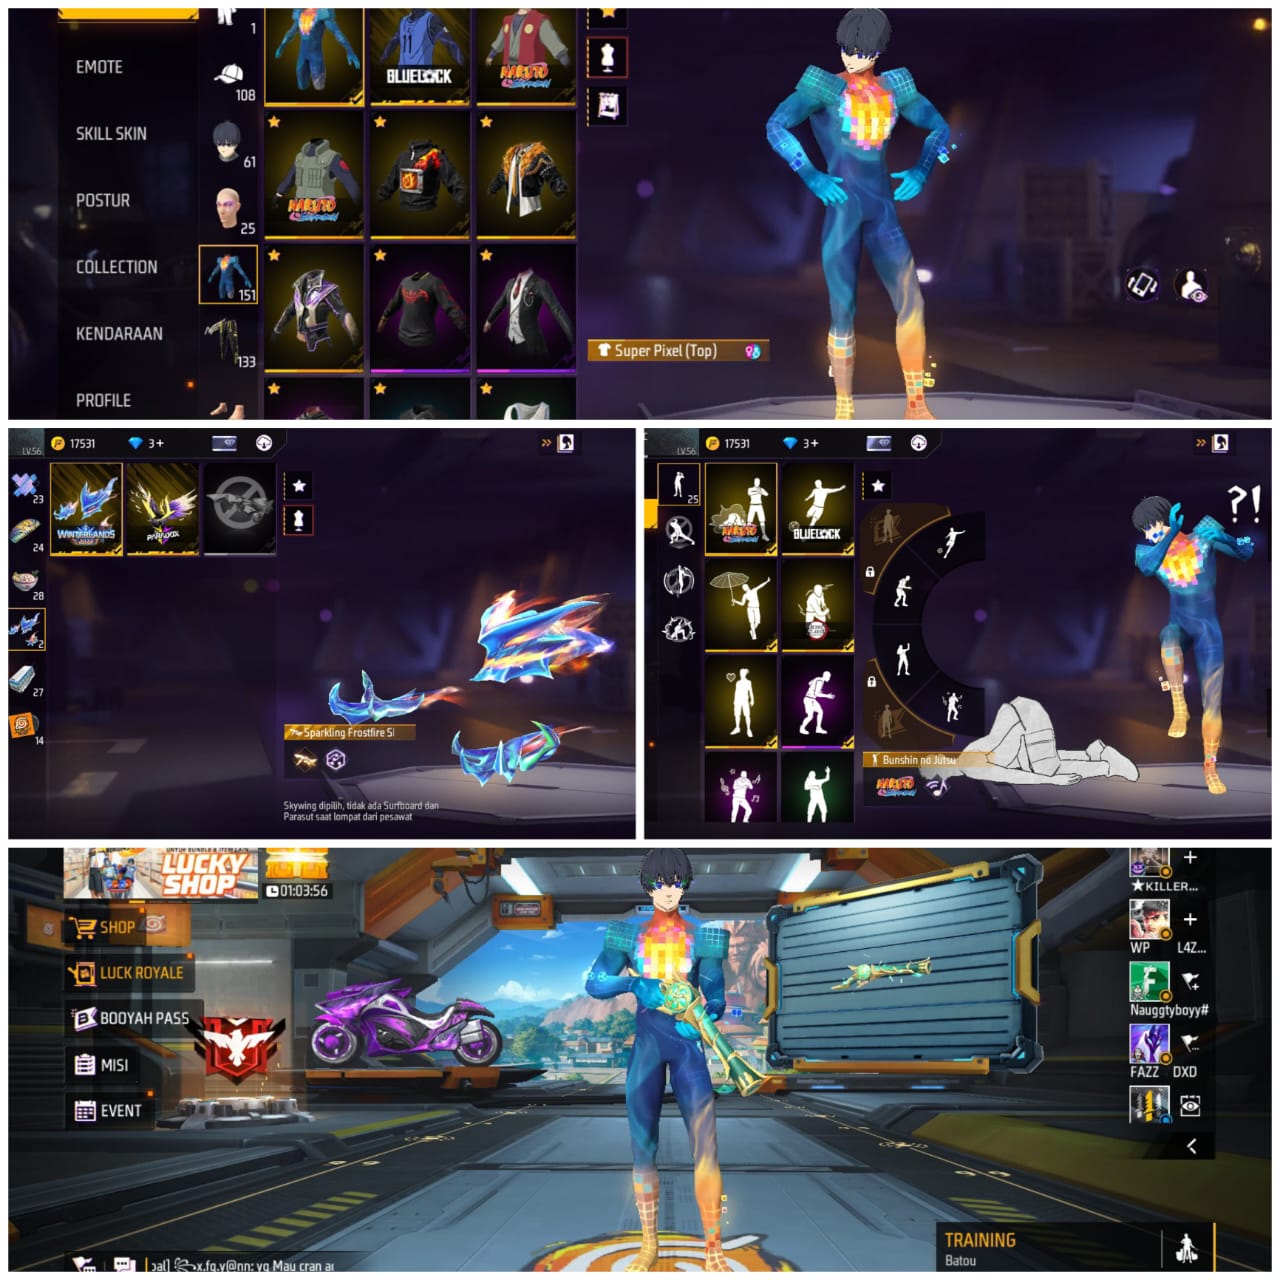 EMOTE
SKILL SKIN
POSTUR
COLLECTION
KENDARAAN
PROFILE
1
108
61
25
151
133
11
BLUELOCK
NARUTO
NARUTO
Super Pixel (Top)
LV.56
17531
3+
23
24
28
2
27
14
WINTERLANDS
PARADOX
Sparkling Frostfire Sl
Skywing dipilih, tidak ada Surfboard dan
Parasut saat lompat dari pesawat
LV.56
17531
3+
25
NARUTO
BLUELOCK
?!
Bunshin no Jutsu
NARUTO
LUCKY
SHOP
01:03:56
SHOP
LUCK ROYALE
BOOYAH PASS
MISI
EVENT
★KILLER...
WP L4Z...
Nauggtyboyy#
FAZZ DXD
TRAINING
Batou
yg Mau cran